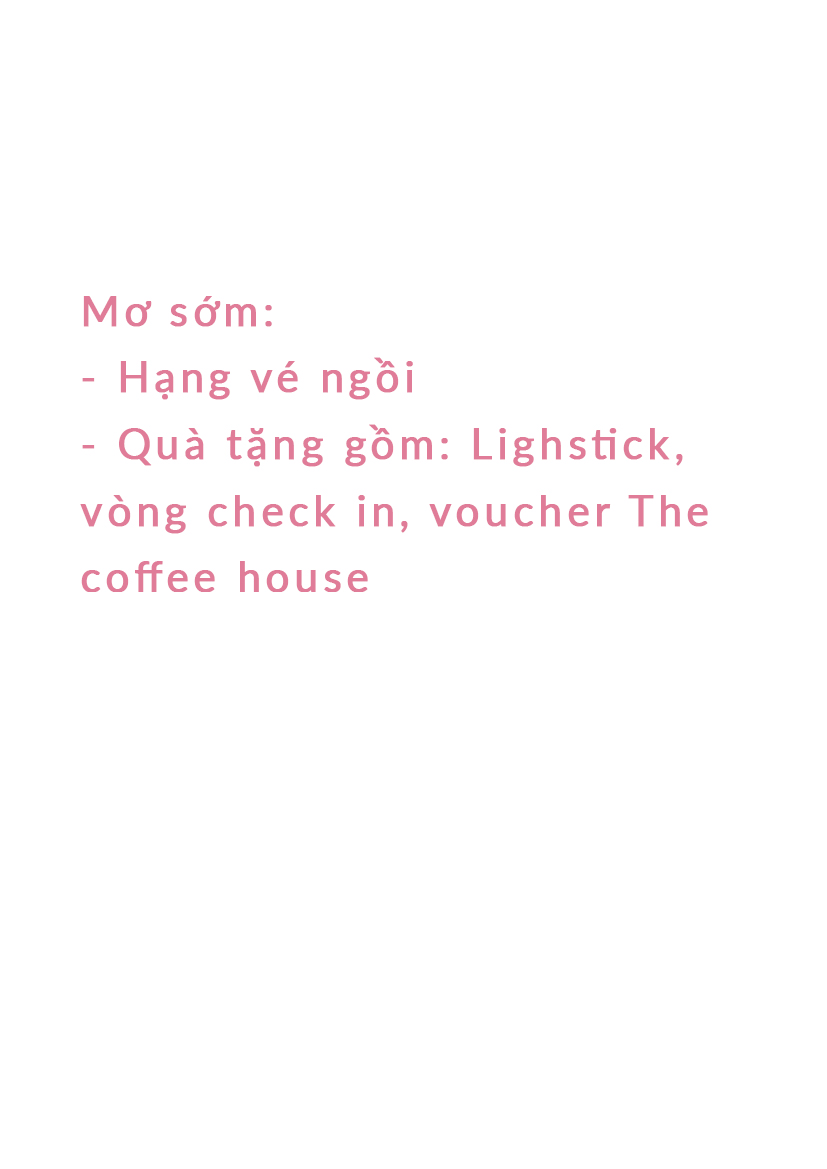 Mơ sớm:
- Hạng vé ngồi
- Quà tặng gồm: Lighstick,
vòng check in, voucher The
coffee house